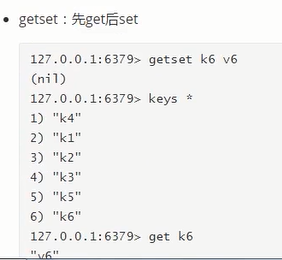 getset：先get后set
127.0.0.1:6379> getset k6 v6
(nil)
127.0.0.1:6379> keys *
1) "k4"
2) "k1"
3) "k2"
4) "k3"
5) "k5"
6) "k6"
127.0.0.1:6379> get k6
"v6"